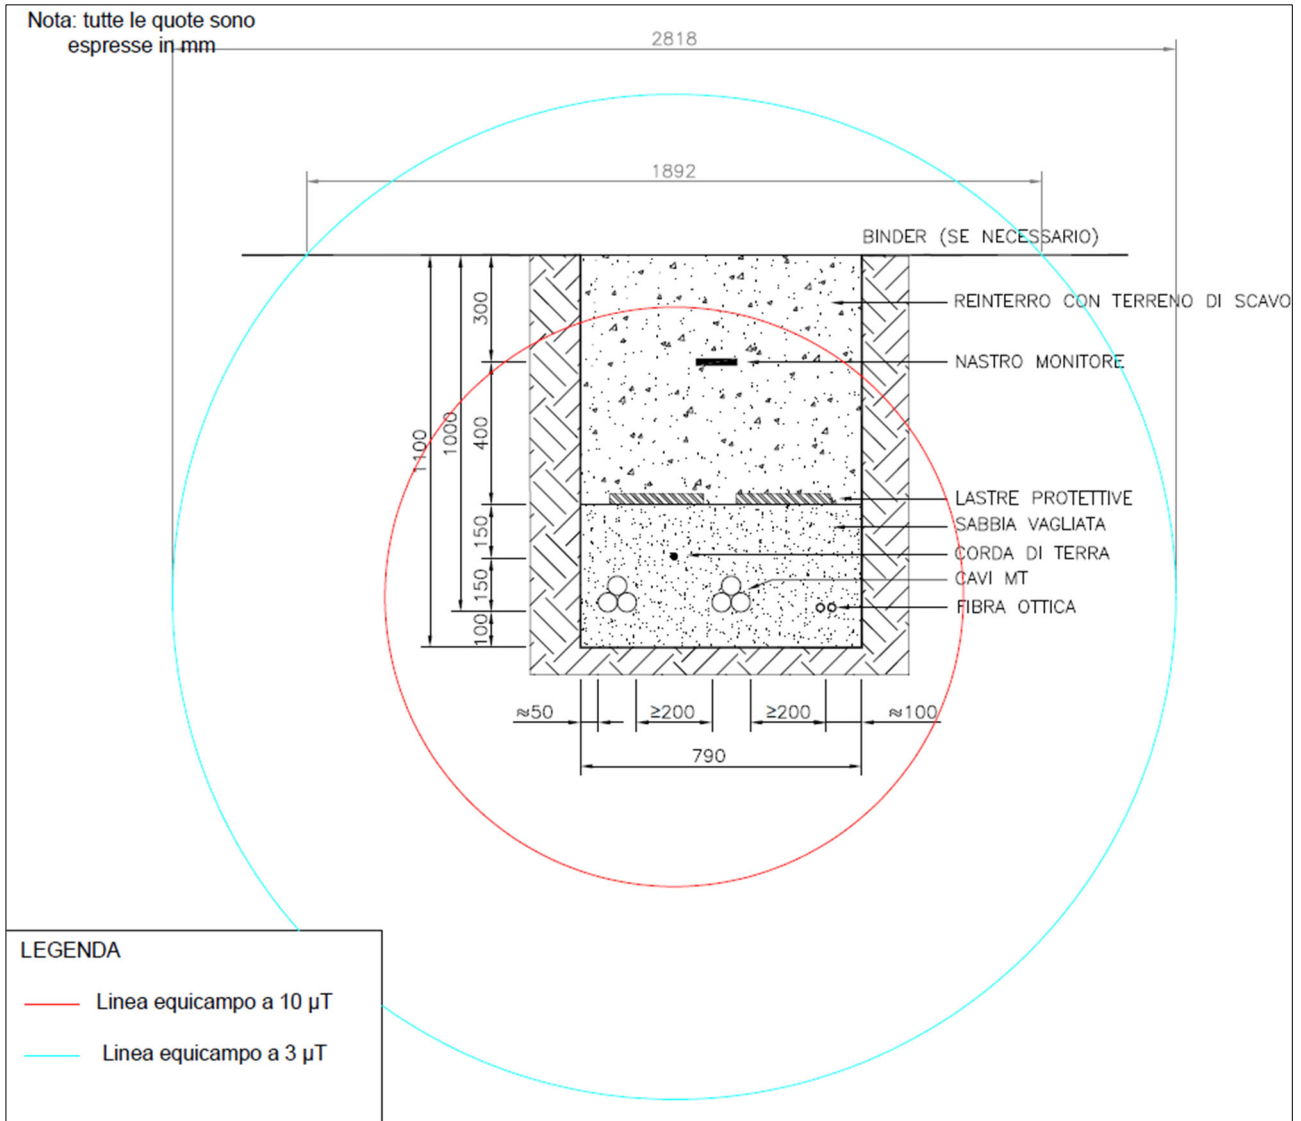 Nota: tutte le quote sono
espresse in mm
2818
1892
BINDER (SE NECESSARIO)
REINTERRO CON TERRENO DI SCAVO
300
NASTRO MONITORE
1100
1000
400
LASTRE PROTETTIVE
SABBIA VAGLIATA
150
CORDA DI TERRA
CAVI MT
150
FIBRA OTTICA
100
≈50
≥200
≥200
≈100
790
LEGENDA
Linea equicampo a 10 µT
Linea equicampo a 3 µT